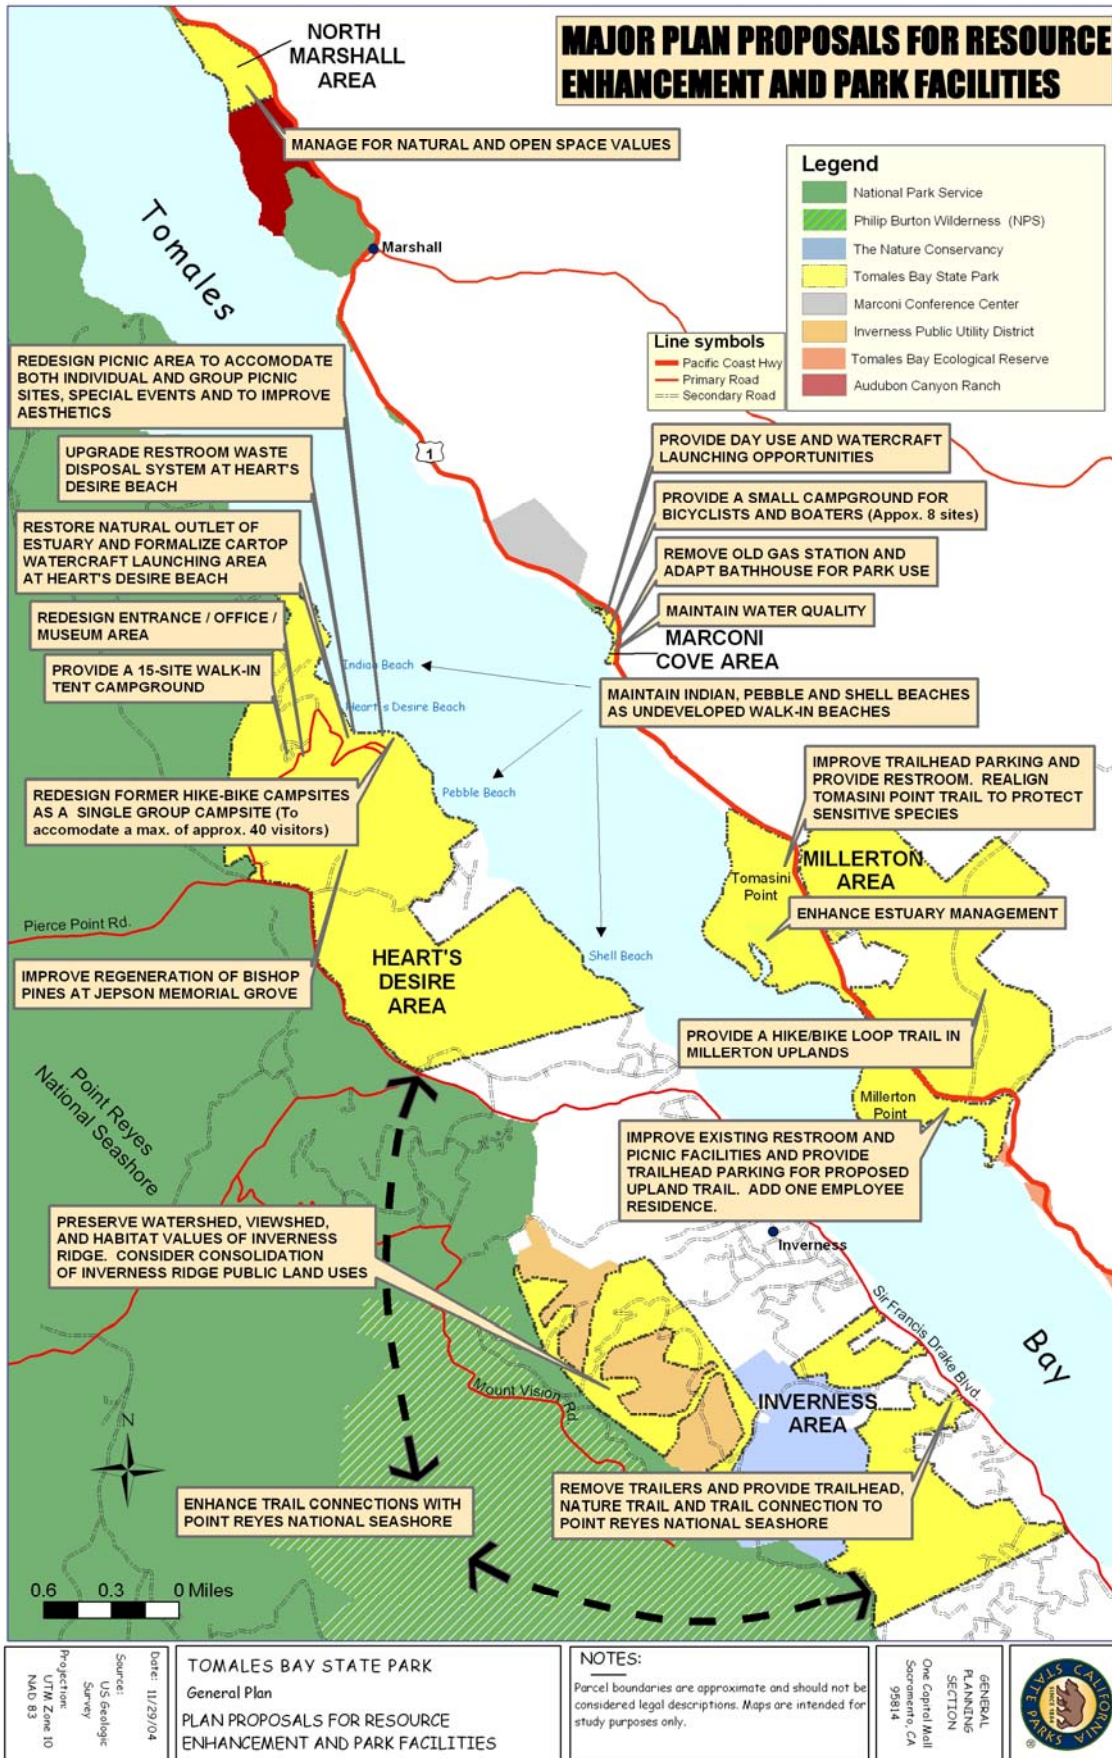 MAJOR PLAN PROPOSALS FOR RESOURCE
ENHANCEMENT AND PARK FACILITIES
NORTH
MARSHALL
AREA
MANAGE FOR NATURAL AND OPEN SPACE VALUES
Legend
National Park Service
Philip Burton Wilderness (NPS)
The Nature Conservancy
Tomales Bay State Park
Marconi Conference Center
Inverness Public Utility District
Tomales Bay Ecological Reserve
Audubon Canyon Ranch
Tomales
Marshall
Line symbols
Pacific Coast Hwy
Primary Road
Secondary Road
REDESIGN PICNIC AREA TO ACCOMODATE
BOTH INDIVIDUAL AND GROUP PICNIC
SITES, SPECIAL EVENTS AND TO IMPROVE
AESTHETICS
UPGRADE RESTROOM WASTE
DISPOSAL SYSTEM AT HEART'S
DESIRE BEACH
RESTORE NATURAL OUTLET OF
ESTUARY AND FORMALIZE CARTOP
WATERCRAFT LAUNCHING AREA
AT HEART'S DESIRE BEACH
REDESIGN ENTRANCE / OFFICE /
MUSEUM AREA
PROVIDE A 15-SITE WALK-IN
TENT CAMPGROUND
1
PROVIDE DAY USE AND WATERCRAFT
LAUNCHING OPPORTUNITIES
PROVIDE A SMALL CAMPGROUND FOR
BICYCLISTS AND BOATERS (Appox. 8 sites)
REMOVE OLD GAS STATION AND
ADAPT BATHHOUSE FOR PARK USE
MAINTAIN WATER QUALITY
MARCONI
COVE AREA
Indian Beach
Heart's Desire Beach
MAINTAIN INDIAN, PEBBLE AND SHELL BEACHES
AS UNDEVELOPED WALK-IN BEACHES
REDESIGN FORMER HIKE-BIKE CAMPSITES
AS A SINGLE GROUP CAMPSITE (To
accomodate a max. of approx. 40 visitors)
Pebble Beach
IMPROVE TRAILHEAD PARKING AND
PROVIDE RESTROOM. REALIGN
TOMASINI POINT TRAIL TO PROTECT
SENSITIVE SPECIES
MILLERTON
AREA
Tomasini
Point
ENHANCE ESTUARY MANAGEMENT
Pierce Point Rd.
HEART'S
DESIRE
AREA
Shell Beach
IMPROVE REGENERATION OF BISHOP
PINES AT JEPSON MEMORIAL GROVE
PROVIDE A HIKE/BIKE LOOP TRAIL IN
MILLERTON UPLANDS
Point Reyes
National Seashore
Millerton
Point
IMPROVE EXISTING RESTROOM AND
PICNIC FACILITIES AND PROVIDE
TRAILHEAD PARKING FOR PROPOSED
UPLAND TRAIL. ADD ONE EMPLOYEE
RESIDENCE.
PRESERVE WATERSHED, VIEWSHED,
AND HABITAT VALUES OF INVERNESS
RIDGE. CONSIDER CONSOLIDATION
OF INVERNESS RIDGE PUBLIC LAND USES
Inverness
Sir Francis Drake Blvd.
Bay
Mount Vision Rd.
INVERNESS
AREA
N
ENHANCE TRAIL CONNECTIONS WITH
POINT REYES NATIONAL SEASHORE
REMOVE TRAILERS AND PROVIDE TRAILHEAD,
NATURE TRAIL AND TRAIL CONNECTION TO
POINT REYES NATIONAL SEASHORE
0.6 0.3 0 Miles
Date: 11/29/04
Source:
US Geologic
Survey
Projection:
UTM Zone 10
NAD 83
TOMALES BAY STATE PARK
General Plan
PLAN PROPOSALS FOR RESOURCE
ENHANCEMENT AND PARK FACILITIES
NOTES:
Parcel boundaries are approximate and should not be
considered legal descriptions. Maps are intended for
study purposes only.
GENERAL
PLANNING
SECTION
One Capitol Mall
Sacramento, CA
95814
CALIFORNIA
STATE PARKS
SINCE 1864
®